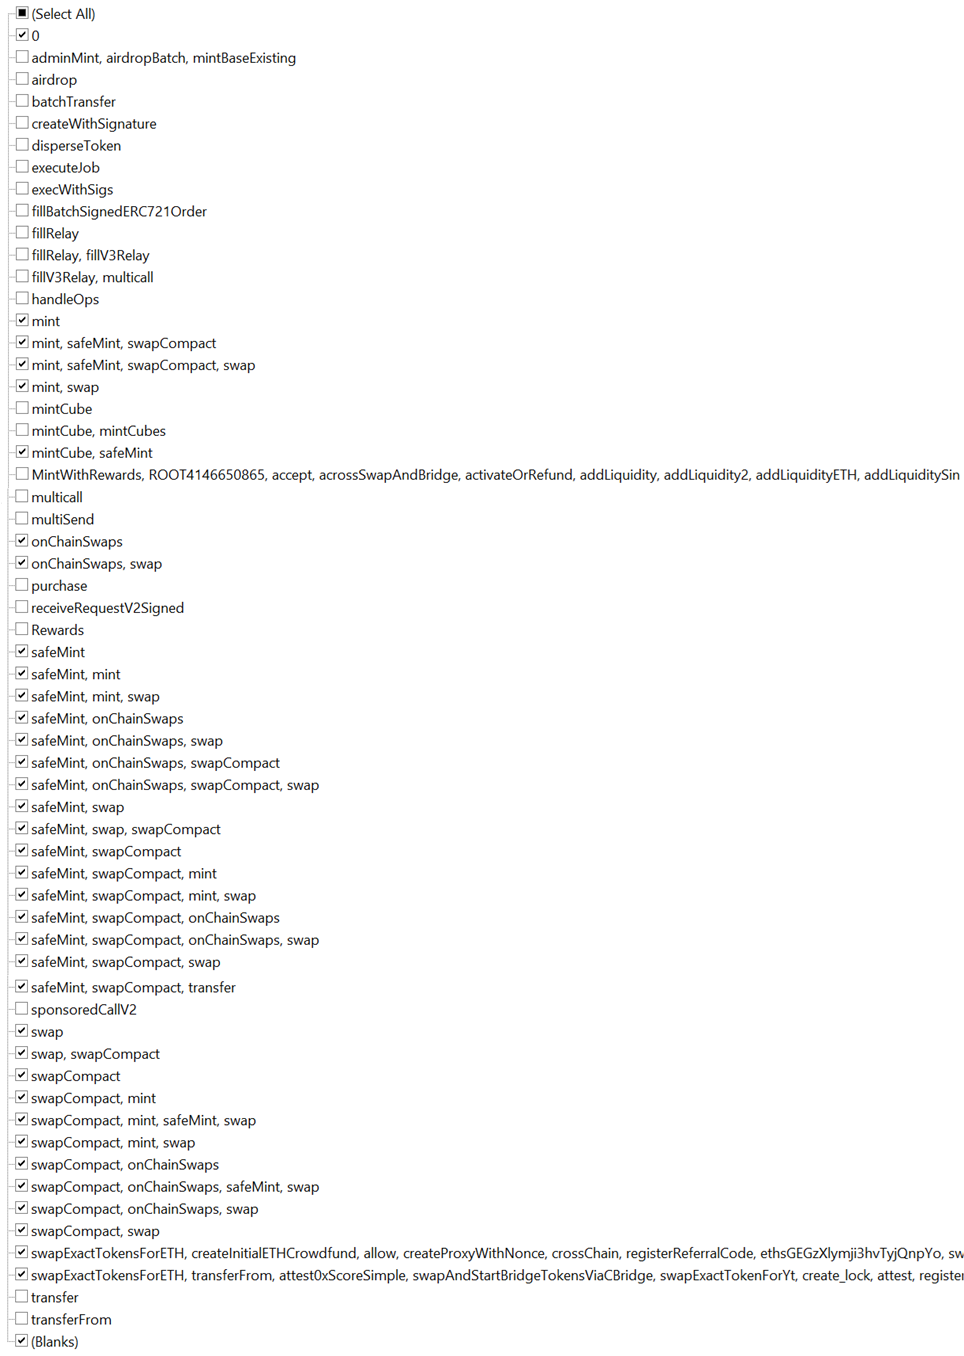 (Select All)
0
adminMint, airdropBatch, mintBaseExisting
airdrop
batchTransfer
createWithSignature
disperseToken
executeJob
execWithSigs
fillBatchSignedERC721Order
fillRelay
fillRelay, fillV3Relay
fillV3Relay, multicall
handleOps
mint
mint, safeMint, swapCompact
mint, safeMint, swapCompact, swap
mint, swap
mintCube
mintCube, mintCubes
mintCube, safeMint
MintWithRewards, ROOT4146650865, accept, acrossSwapAndBridge, activateOrRefund, addLiquidity, addLiquidity2, addLiquidityETH, addLiquiditySin
multicall
multiSend
onChainSwaps
onChainSwaps, swap
purchase
receiveRequestV2Signed
Rewards
safeMint
safeMint, mint
safeMint, mint, swap
safeMint, onChainSwaps
safeMint, onChainSwaps, swap
safeMint, onChainSwaps, swapCompact
safeMint, onChainSwaps, swapCompact, swap
safeMint, swap
safeMint, swap, swapCompact
safeMint, swapCompact
safeMint, swapCompact, mint
safeMint, swapCompact, mint, swap
safeMint, swapCompact, onChainSwaps
safeMint, swapCompact, onChainSwaps, swap
safeMint, swapCompact, swap
safeMint, swapCompact, transfer
sponsoredCallV2
swap
swap, swapCompact
swapCompact
swapCompact, mint
swapCompact, mint, safeMint, swap
swapCompact, mint, swap
swapCompact, onChainSwaps
swapCompact, onChainSwaps, safeMint, swap
swapCompact, onChainSwaps, swap
swapCompact, swap
swapExactTokensForETH, createInitialETHCrowdfund, allow, createProxyWithNonce, crossChain, registerReferralCode, ethsGEGzXlymji3hvTyjQnpYo, sw
swapExactTokensForETH, transferFrom, attest0xScoreSimple, swapAndStartBridgeTokensViaCBridge, swapExactTokenForYt, create_lock, attest, register
transfer
transferFrom
(Blanks)